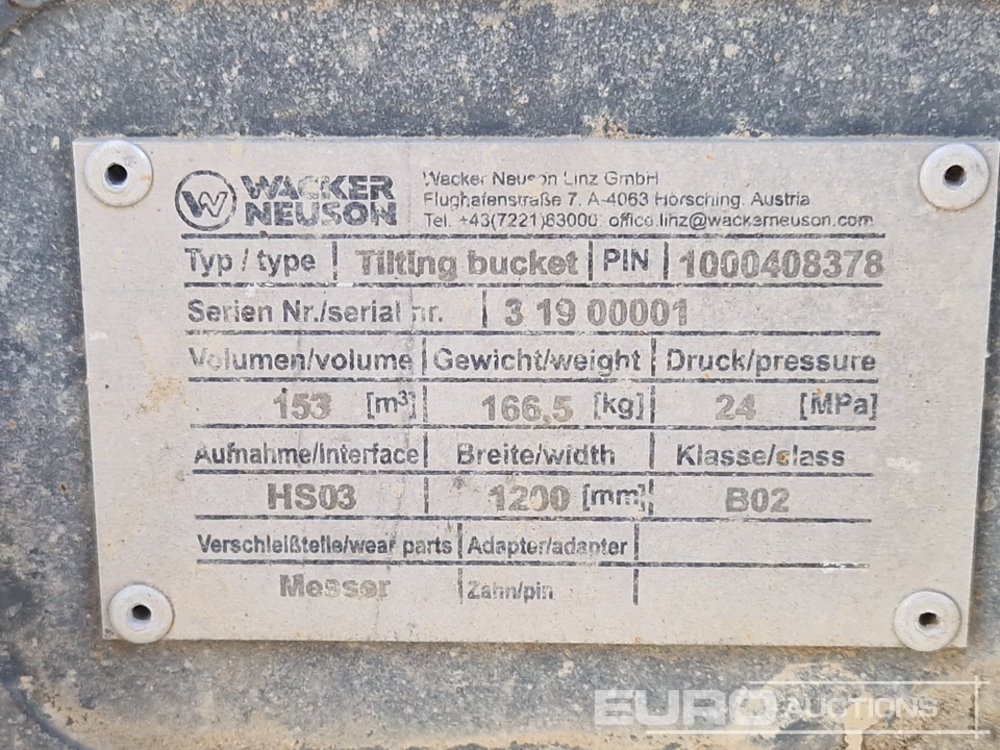 WACKER NEUSON
Wacker Neuson Linz GmbH
Flughafenstraße 7, A-4063 Hörsching, Austria
Tel. +43(7221)63000, office.linz@wackerneuson.com
Typ / type Tilting bucket PIN 1000408378
Serien Nr./serial nr. 3 19 00001
Volumen/volume Gewicht/weight Druck/pressure
153 [m³] 166,5 [kg] 24 [MPa]
Aufnahme/Interface Breite/width Klasse/class
HS03 1200 [mm] B02
Verschleißteile/wear parts Adapter/adapter
Messer Zahn/pin
EURO AUCTIONS